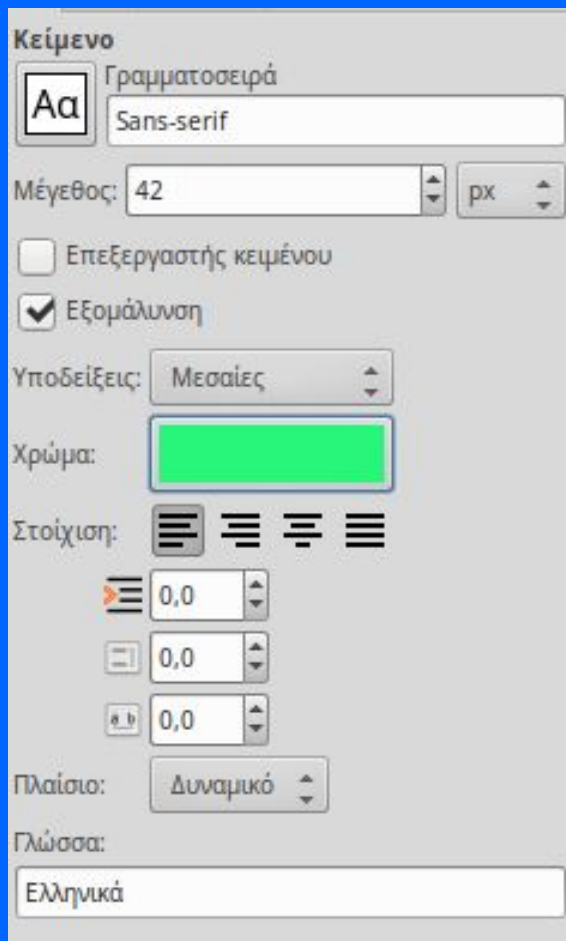 Κείμενο
Γραμματοσειρά
Aα
Sans-serif
Μέγεθος: 42 px
Επεξεργαστής κειμένου
Εξομάλυνση
Υποδείξεις: Μεσαίες
Χρώμα:
Στοίχιση:
0,0
0,0
a b 0,0
Πλαίσιο: Δυναμικό
Γλώσσα:
Ελληνικά